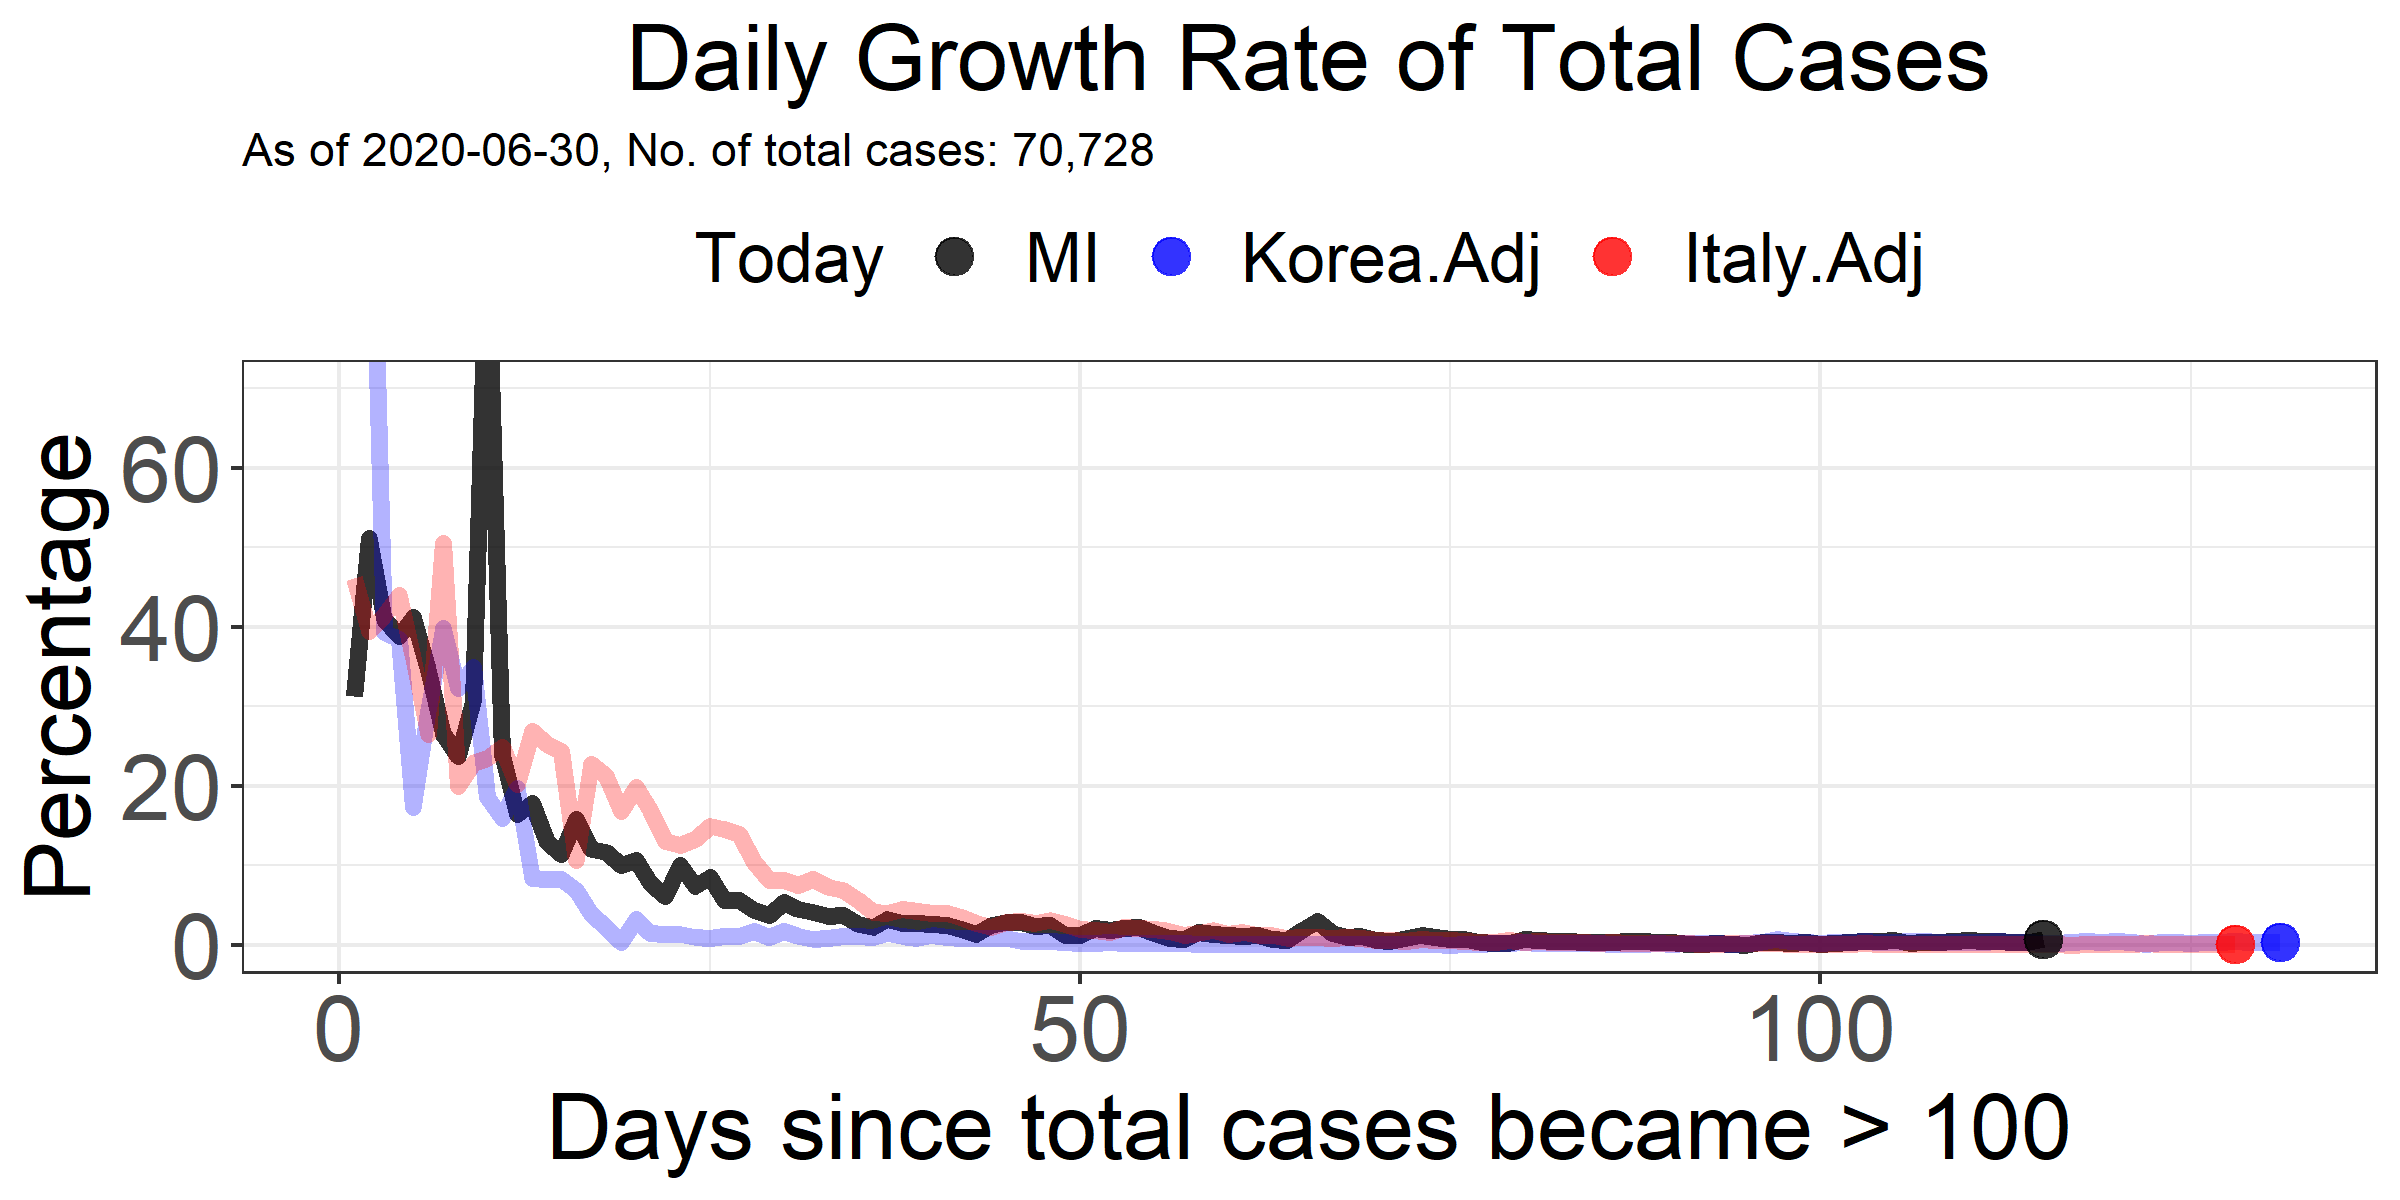 Daily Growth Rate of Total Cases
As of 2020-06-30, No. of total cases: 70,728
Today MI Korea.Adj Italy.Adj
Percentage
60
40
20
0
0 50 100
Days since total cases became > 100